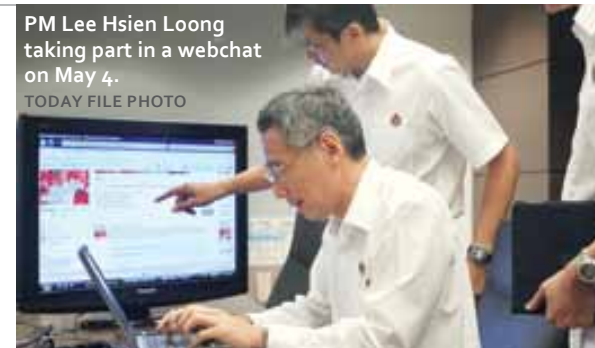 PM Lee Hsien Loong
taking part in a webchat
on May 4.
TODAY FILE PHOTO